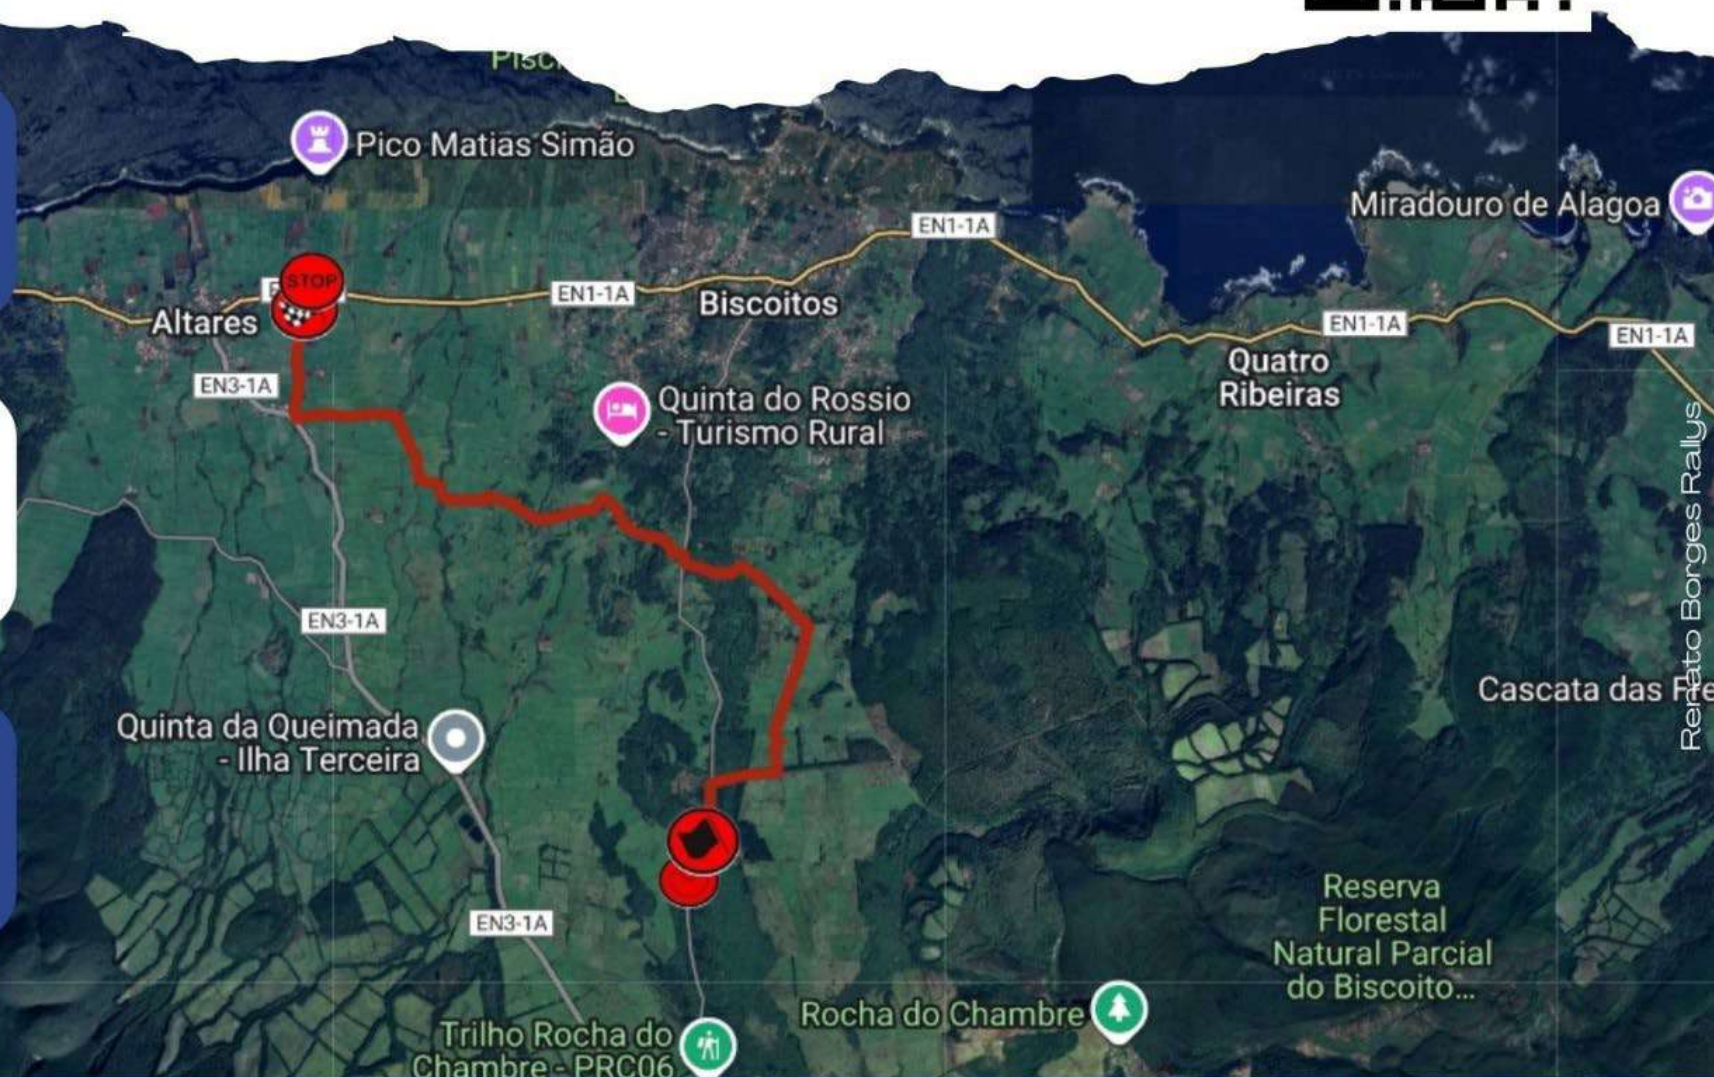 Pico Matias Simão
Miradouro de Alagoa
EN1-1A
STOP
EN1-1A
Biscoitos
Altares
EN1-1A
EN1-1A
Quatro
Ribeiras
EN3-1A
Quinta do Rossio
- Turismo Rural
Renato Borges Rallys
EN3-1A
Cascata das
Quinta da Queimada
- Ilha Terceira
EN3-1A
Reserva
Florestal
Natural Parcial
do Biscoito...
Rocha do Chambre
Trilho Rocha do
Chambre - PRC06